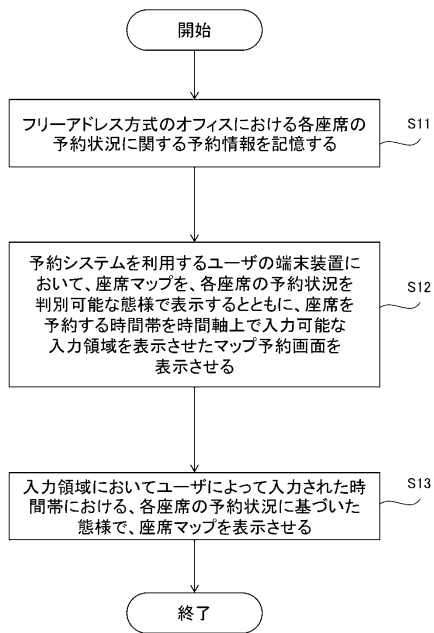 開始
S11
フリーアドレス方式のオフィスにおける各座席の
予約状況に関する予約情報を記憶する
S12
予約システムを利用するユーザの端末装置に
おいて、座席マップを、各座席の予約状況を
判別可能な態様で表示するとともに、座席を
予約する時間帯を時間軸上で入力可能な
入力領域を表示させたマップ予約画面を
表示させる
S13
入力領域においてユーザによって入力された時
間帯における、各座席の予約状況に基づいた
態様で、座席マップを表示させる
終了